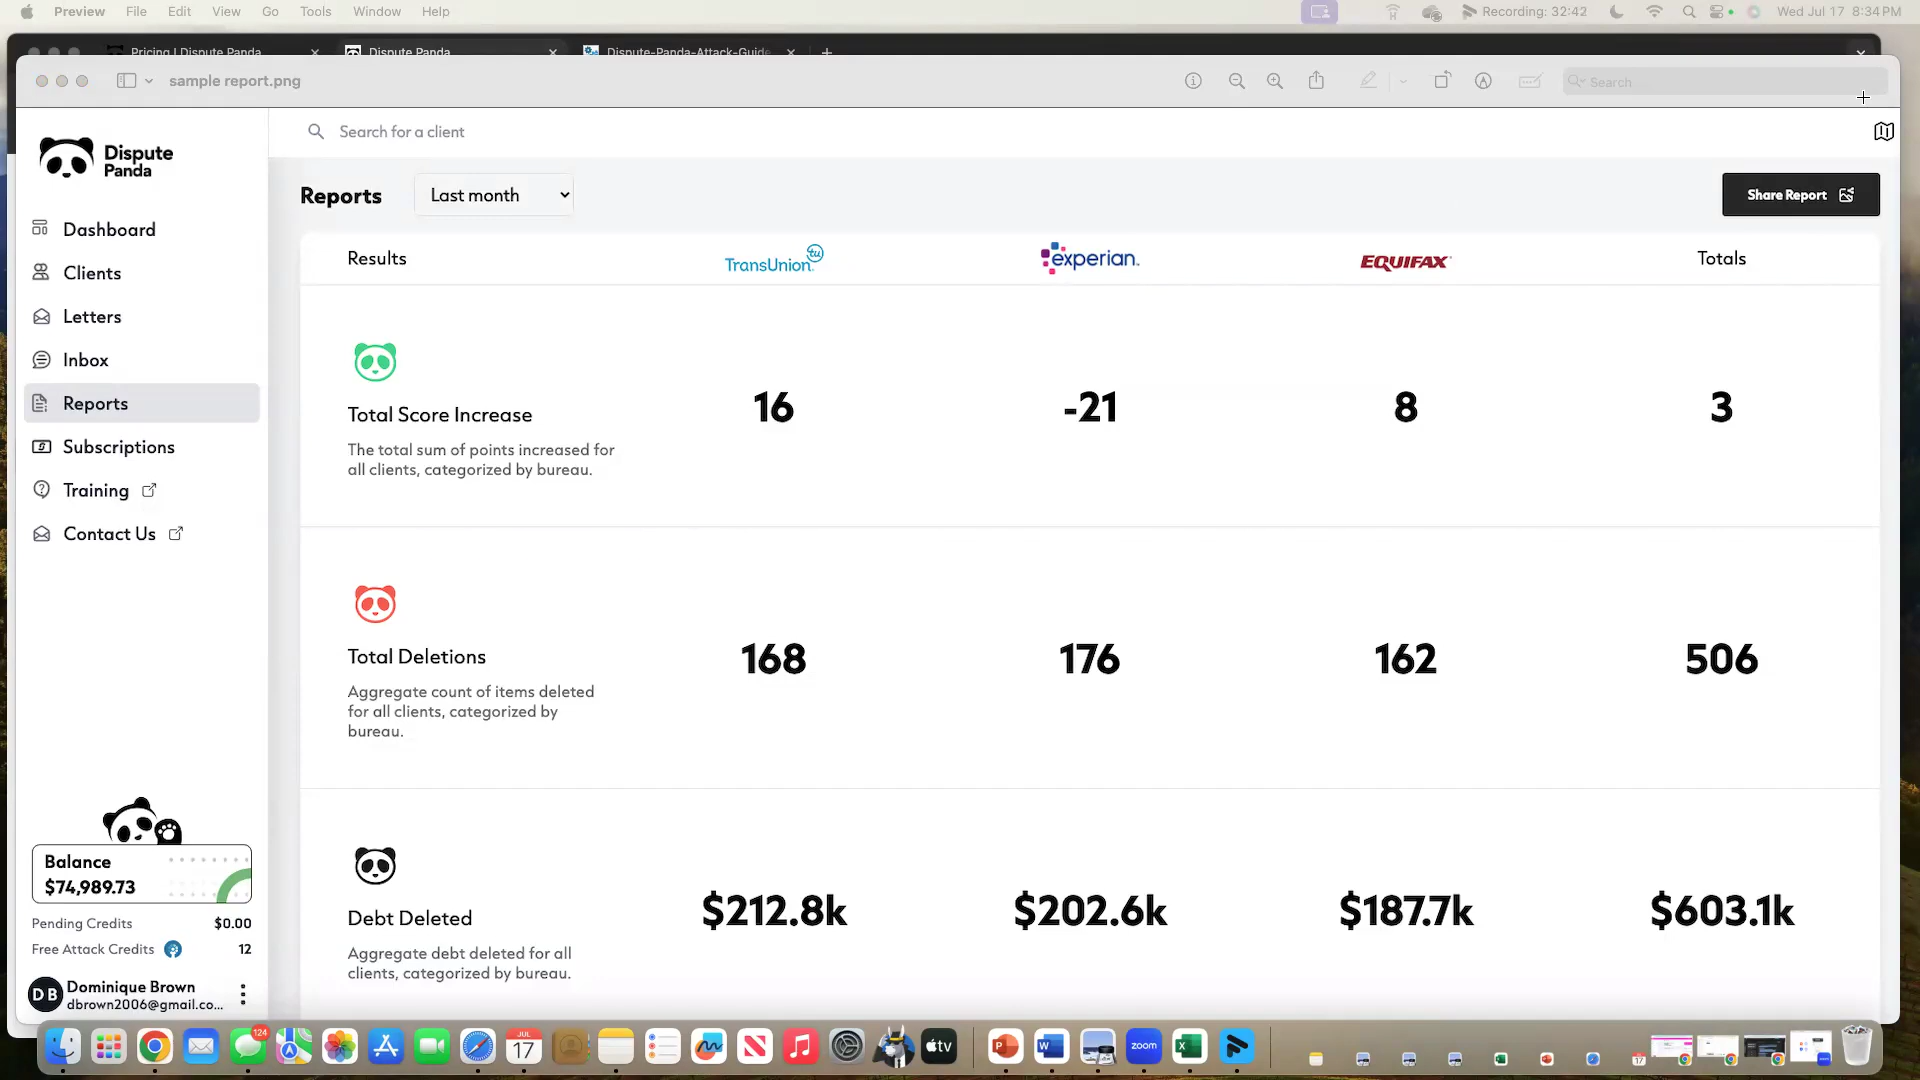 Preview File Edit View Go Tools Window Help
Recording: 32:42 Wed Jul 17 8:34 PM
Pricing | Dispute Panda Dispute Panda Dispute-Panda-Attack-Guide
sample report.png
Search
Dispute
Panda
Search for a client
Reports Last month Share Report
Dashboard
Clients
Letters
Inbox
Reports
Subscriptions
Training
Contact Us
Results TransUnion tu experian. EQUIFAX Totals
Total Score Increase 16 -21 8 3
The total sum of points increased for
all clients, categorized by bureau.
Total Deletions 168 176 162 506
Aggregate count of items deleted
for all clients, categorized by
bureau.
Debt Deleted $212.8k $202.6k $187.7k $603.1k
Aggregate debt deleted for all
clients, categorized by bureau.
Balance
$74,989.73
Pending Credits $0.00
Free Attack Credits 12
DB Dominique Brown
dbrown2006@gmail.co...
124
JUL
17
tv
zoom